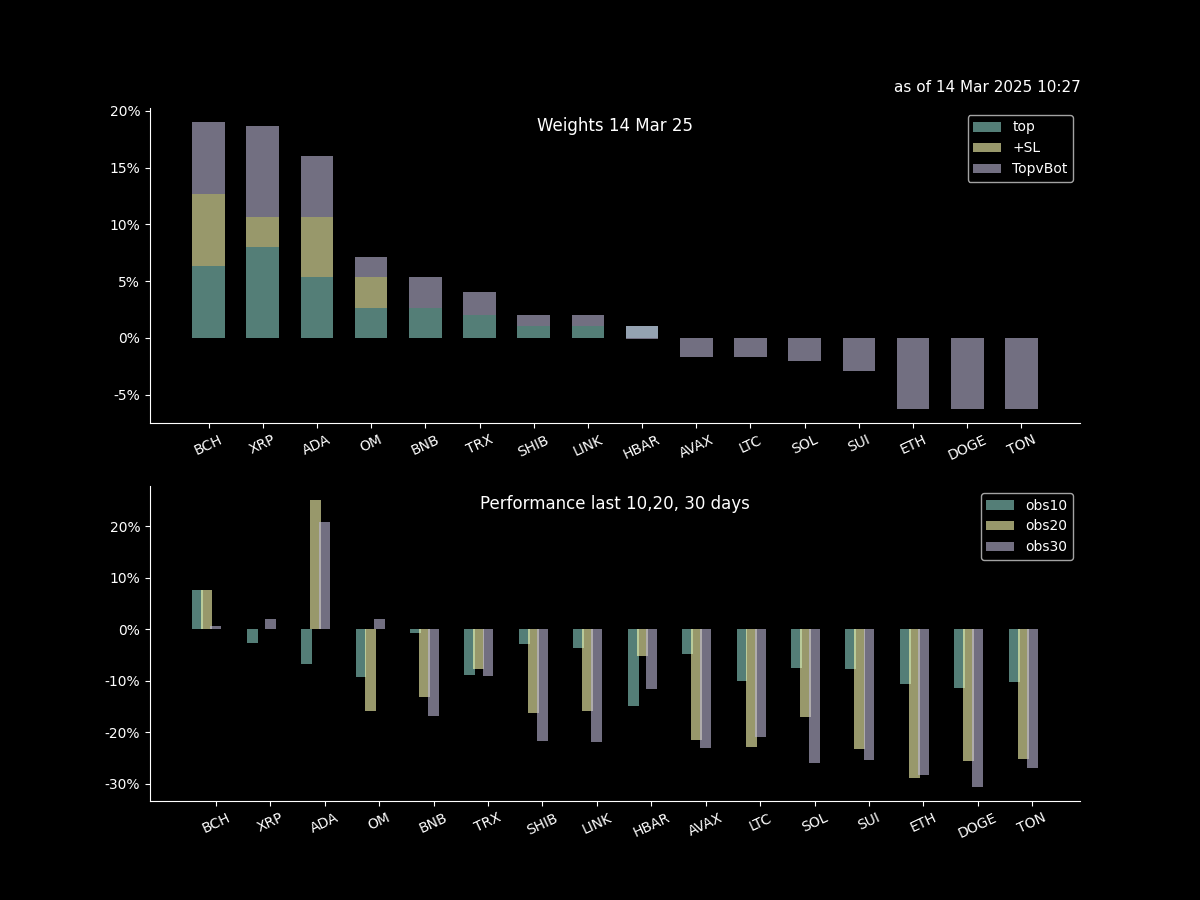 as of 14 Mar 2025 10:27
Weights 14 Mar 25
top
+SL
TopvBot
20%
15%
10%
5%
0%
-5%
BCH XRP ADA OM BNB TRX SHIB LINK HBAR AVAX LTC SOL SUI ETH DOGE TON
Performance last 10,20, 30 days
obs10
obs20
obs30
20%
10%
0%
-10%
-20%
-30%
BCH XRP ADA OM BNB TRX SHIB LINK HBAR AVAX LTC SOL SUI ETH DOGE TON